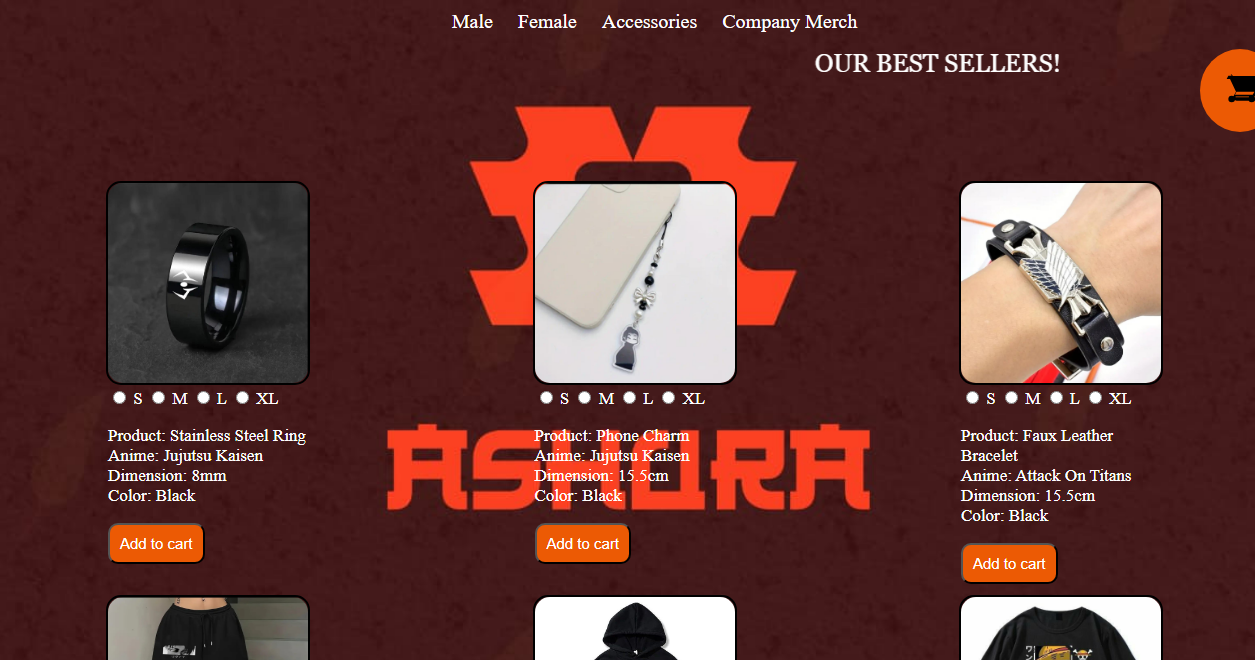 Male Female Accessories Company Merch
OUR BEST SELLERS!
ASHURA
S M L XL
Product: Stainless Steel Ring
Anime: Jujutsu Kaisen
Dimension: 8mm
Color: Black
Add to cart
S M L XL
Product: Phone Charm
Anime: Jujutsu Kaisen
Dimension: 15.5cm
Color: Black
Add to cart
S M L XL
Product: Faux Leather
Bracelet
Anime: Attack On Titans
Dimension: 15.5cm
Color: Black
Add to cart